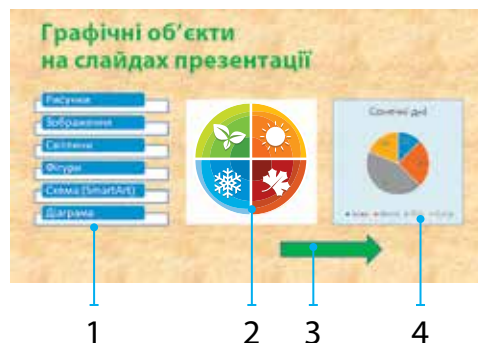 Графічні об’єкти
на слайдах презентації
Рисунки
Зображення
Світлини
Фігури
Схема (SmartArt)
Діаграма
Сонячні дні
1 2 3 4